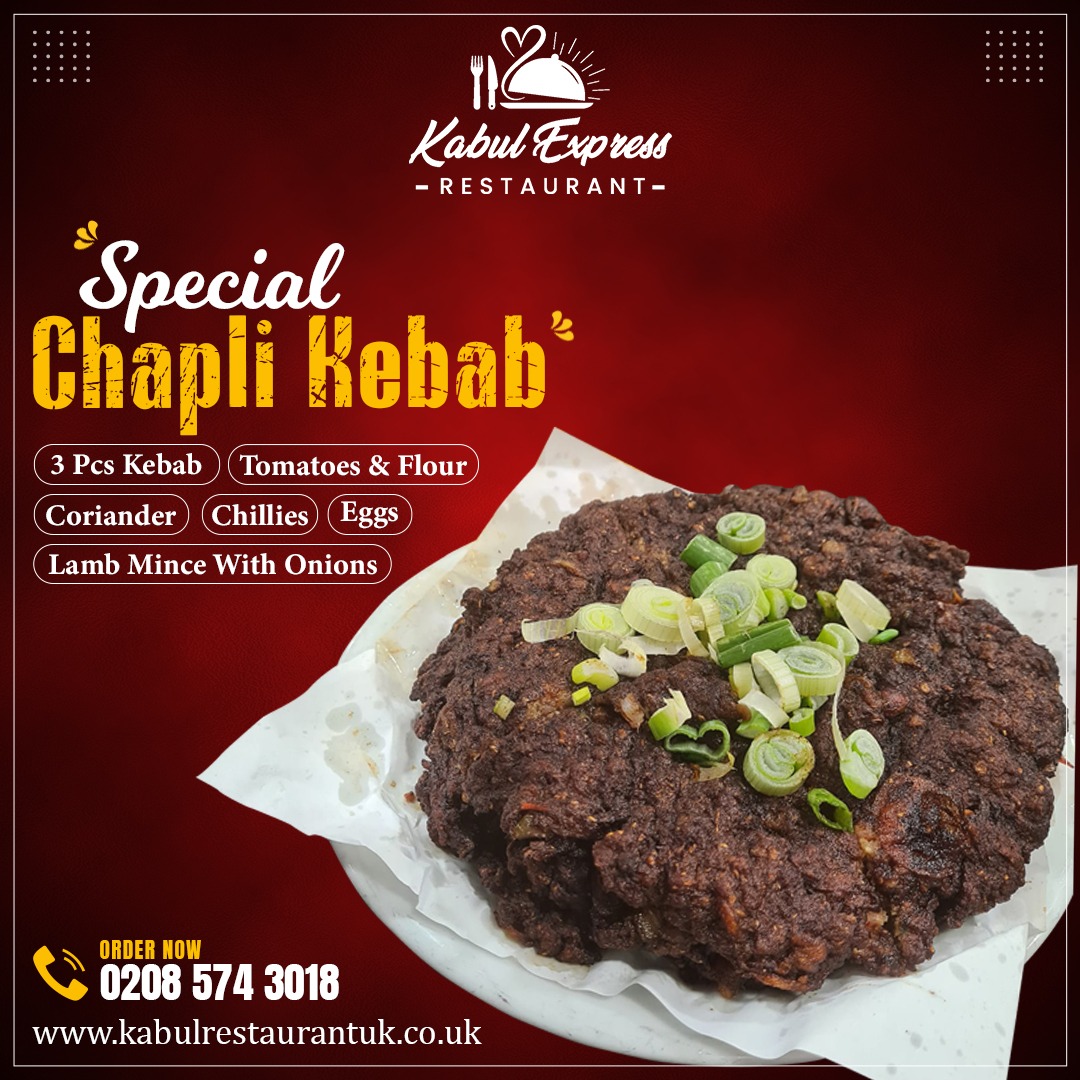 Kabul Express
-RESTAURANT-
Special
Chapli Kebab
3 Pcs Kebab Tomatoes & Flour
Coriander Chillies Eggs
Lamb Mince With Onions
ORDER NOW
0208 574 3018
www.kabulrestaurantuk.co.uk